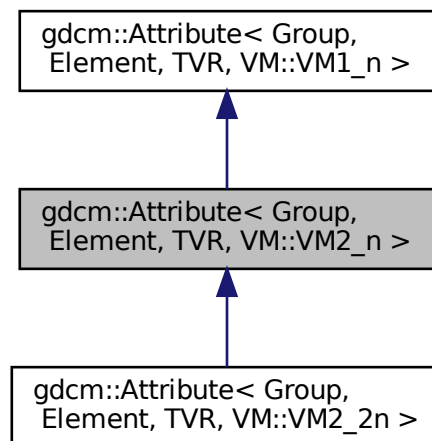 gdcm::Attribute< Group,
Element, TVR, VM::VM1_n >
gdcm::Attribute< Group,
Element, TVR, VM::VM2_n >
gdcm::Attribute< Group,
Element, TVR, VM::VM2_2n >